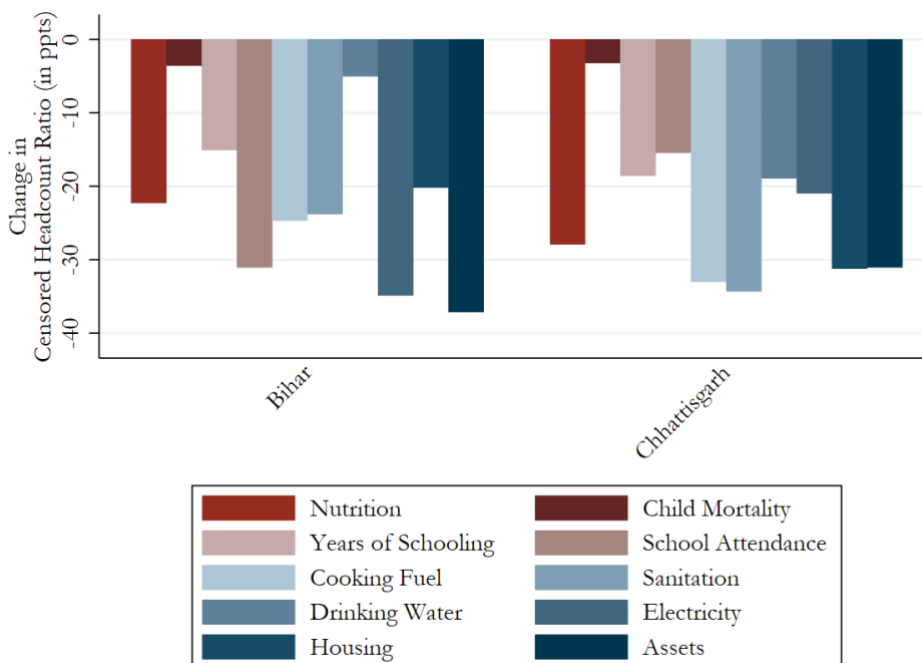 Change in
Censored Headcount Ratio (in ppts)
0
-10
-20
-30
-40
Bihar
Chhattisgarh
Nutrition
Child Mortality
Years of Schooling
School Attendance
Cooking Fuel
Sanitation
Drinking Water
Electricity
Housing
Assets